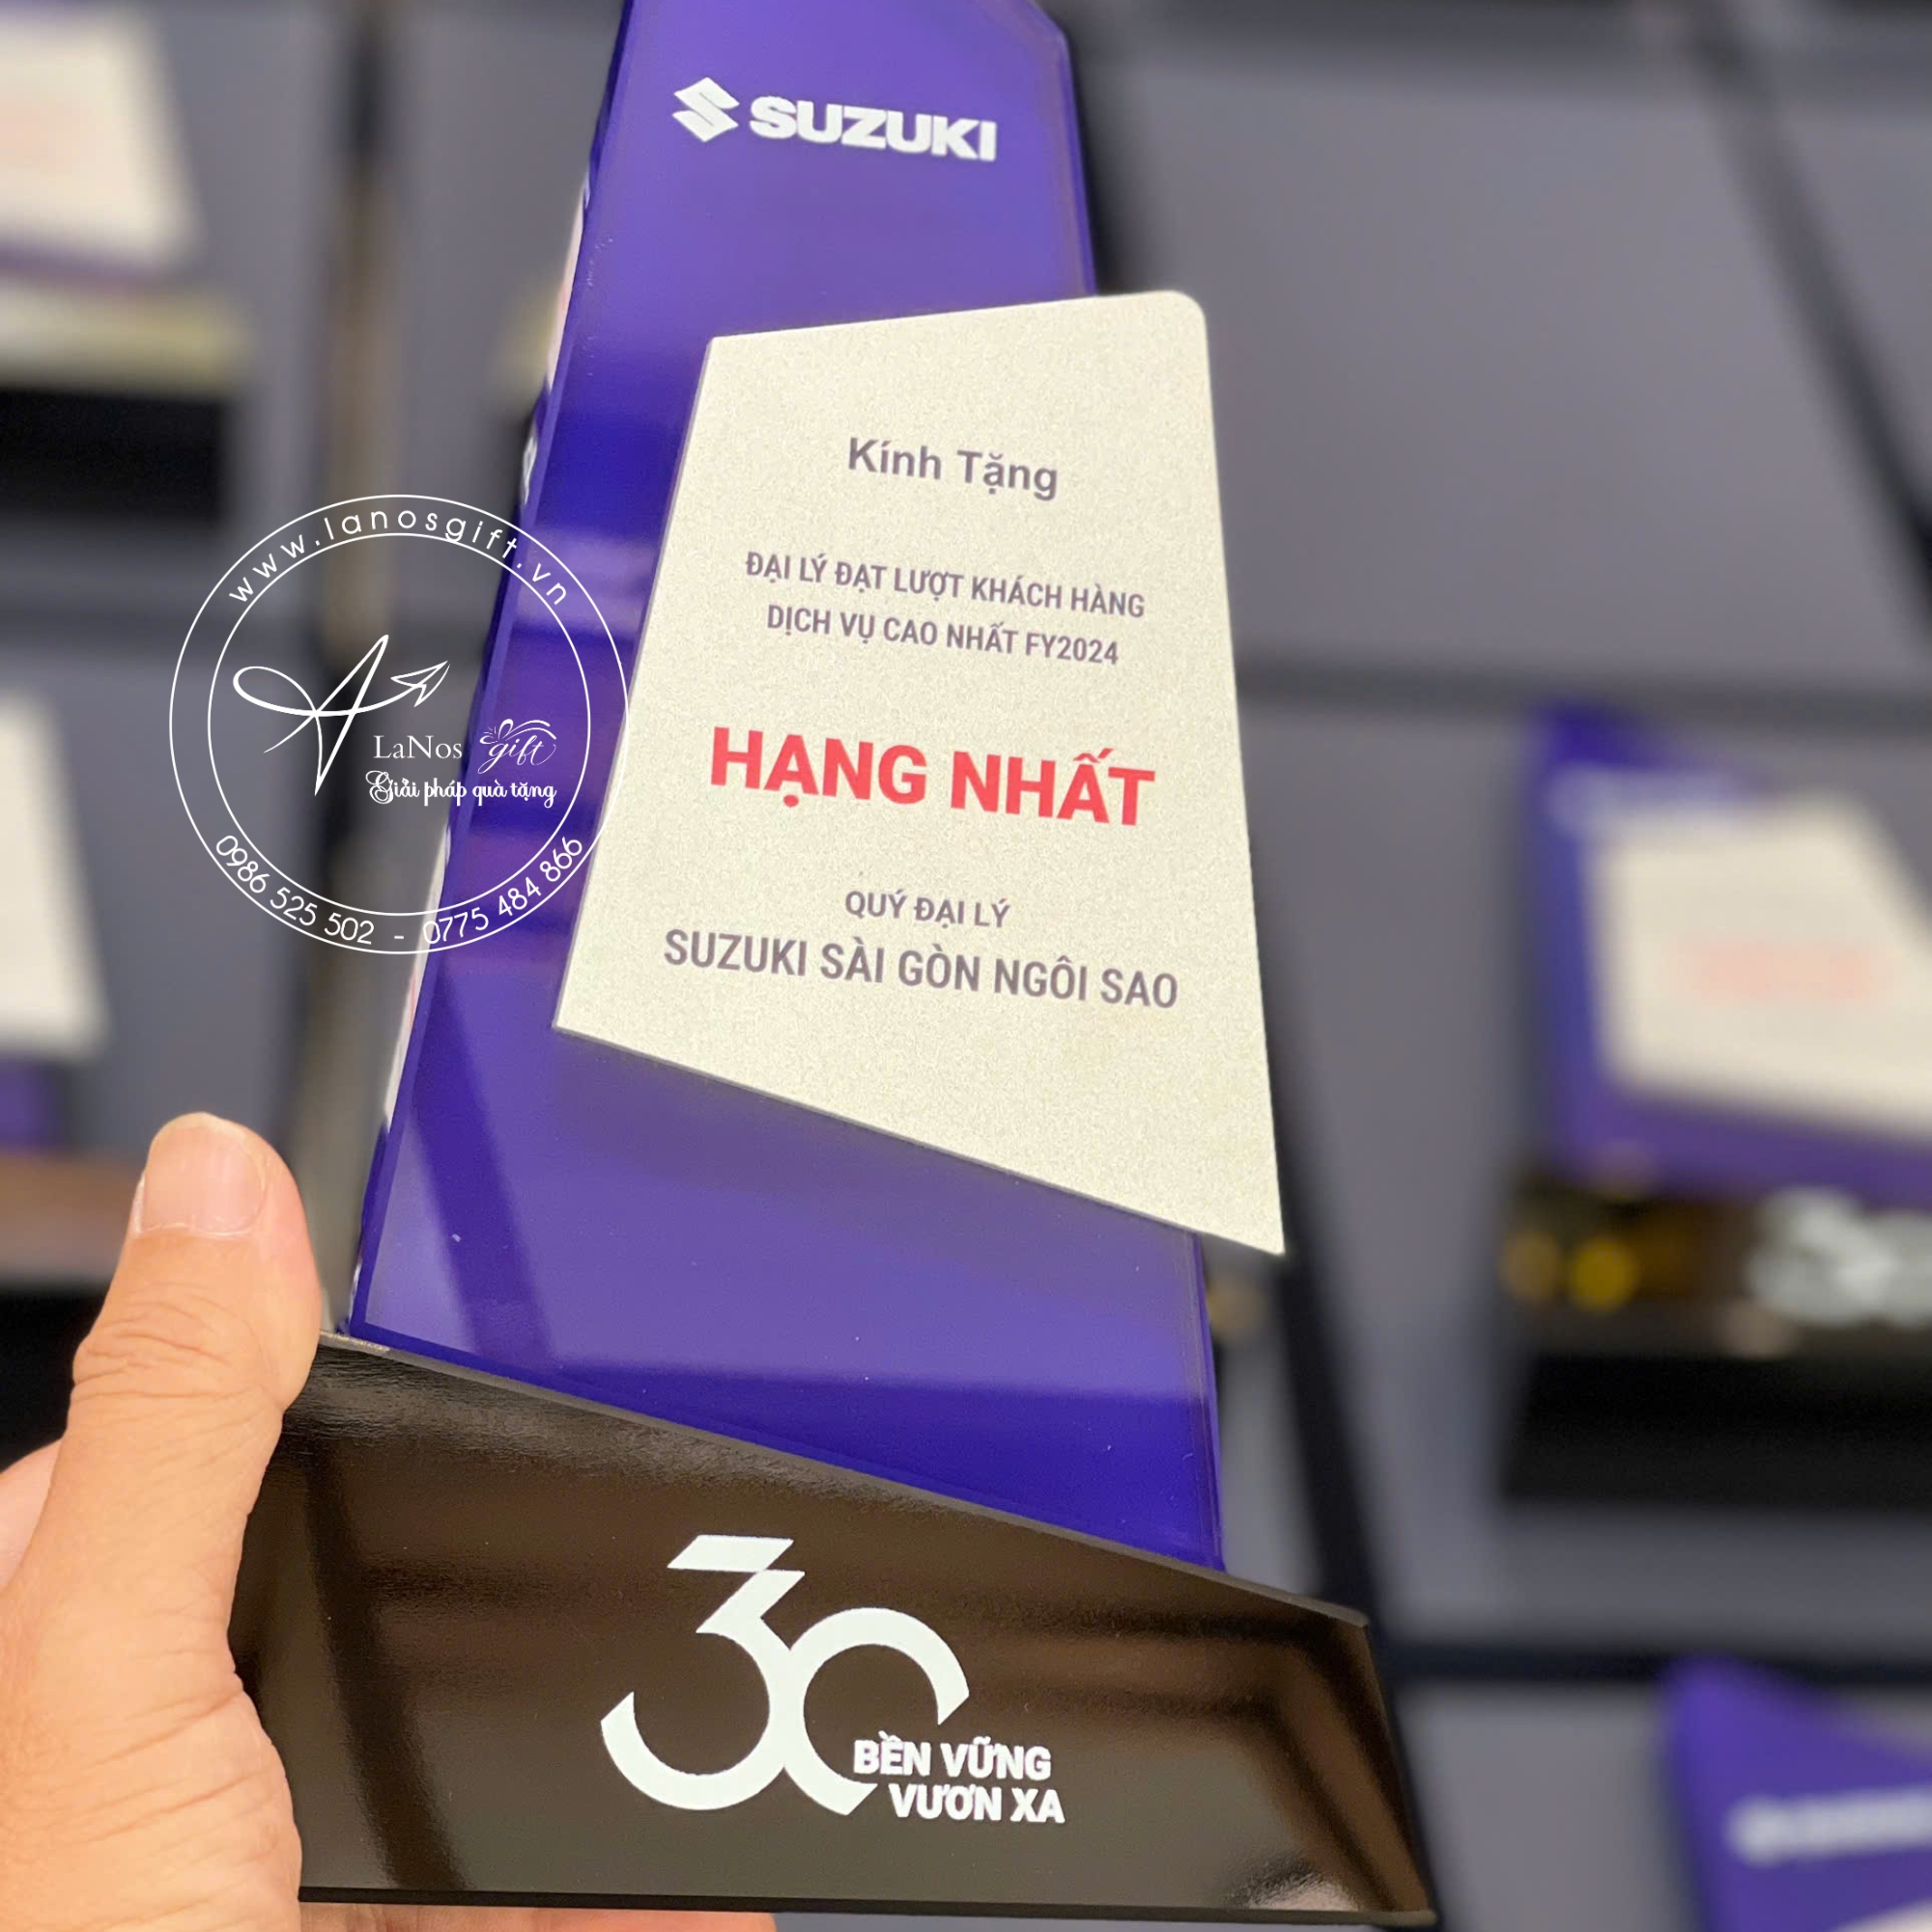 SUZUKI
Kính Tặng
ĐẠI LÝ ĐẠT LƯỢT KHÁCH HÀNG
DỊCH VỤ CAO NHẤT FY2024
HẠNG NHẤT
QUÝ ĐẠI LÝ
SUZUKI SÀI GÒN NGÔI SAO
www.lanosgift.vn
LaNos gift
Giải pháp quà tặng
0986 525 502 - 0775 484 866
30
BỀN VỮNG
VƯƠN XA